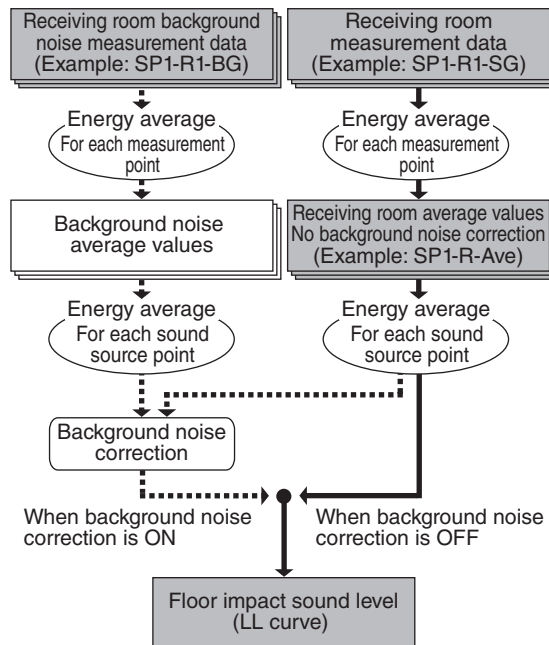 Receiving room background
noise measurement data
(Example: SP1-R1-BG)
Receiving room
measurement data
(Example: SP1-R1-SG)
Energy average
For each measurement
point
Energy average
For each measurement
point
Background noise
average values
Receiving room average values
No background noise correction
(Example: SP1-R-Ave)
Energy average
For each sound
source point
Energy average
For each sound
source point
Background noise
correction
When background noise
correction is ON
When background noise
correction is OFF
Floor impact sound level
(LL curve)